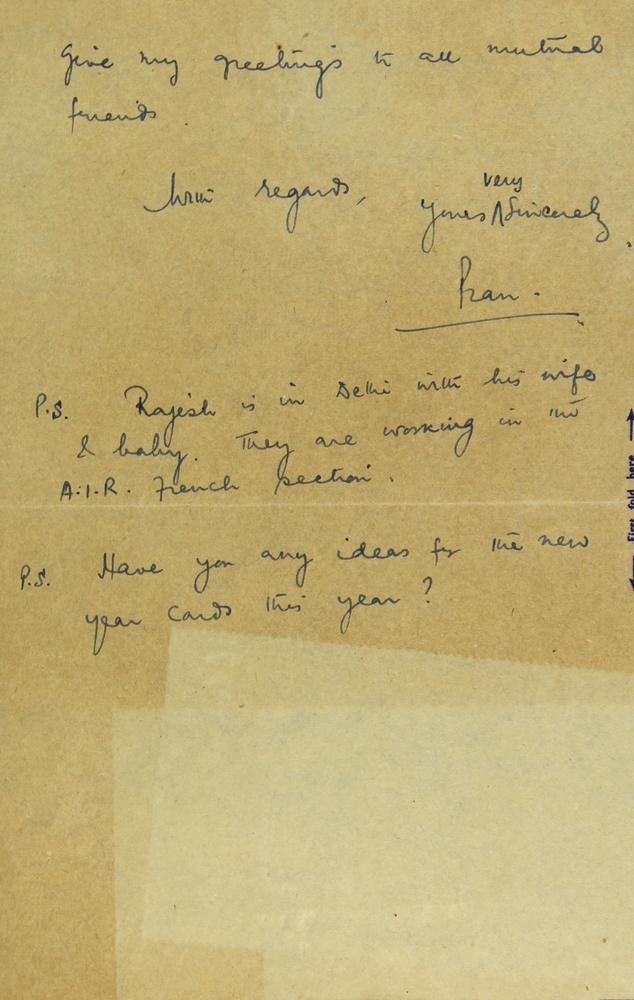 Give my greetings to all mutual
friends.
With regards,
very
Yours ∧ Sincerely,
Pran.
P.S. Rajesh is in Delhi with his wife
& baby. They are working in the
A.I.R. French section.
P.S. Have you any ideas for the new
year cards this year?
First fold here